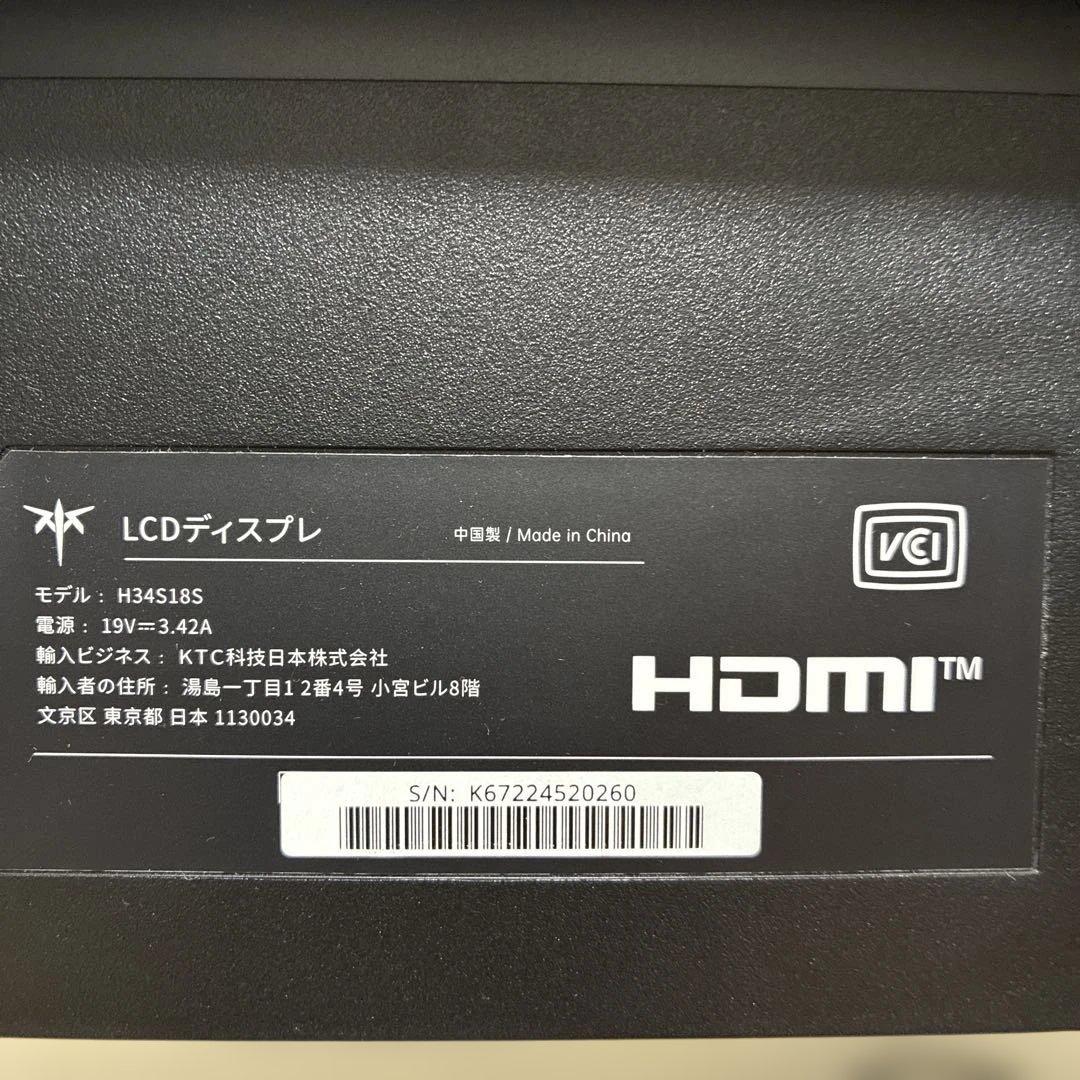 LCDディスプレ
中国製 / Made in China
VCCI
モデル： H34S18S
電源： 19V⎓3.42A
輸入ビジネス： KTC科技日本株式会社
輸入者の住所： 湯島一丁目1 2番4号 小宮ビル8階
文京区 東京都 日本 1130034
HDMI™
S/N: K67224520260